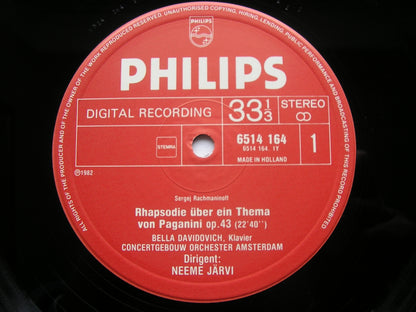 ALL RIGHTS OF THE PRODUCER AND OF THE OWNER OF THE WORK REPRODUCED RESERVED. UNAUTHORISED COPYING, HIRING, LENDING, PUBLIC PERFORMANCE AND BROADCASTING OF THIS RECORD PROHIBITED
PHILIPS
PHILIPS
DIGITAL RECORDING
33 1/3
STEREO
STEMRA
6514 164
6514 164 1Y
MADE IN HOLLAND
1
℗1982
Sergej Rachmaninoff
Rhapsodie über ein Thema
von Paganini op.43 (22'40'')
BELLA DAVIDOVICH, Klavier
CONCERTGEBOUW ORCHESTER AMSTERDAM
Dirigent:
NEEME JÄRVI